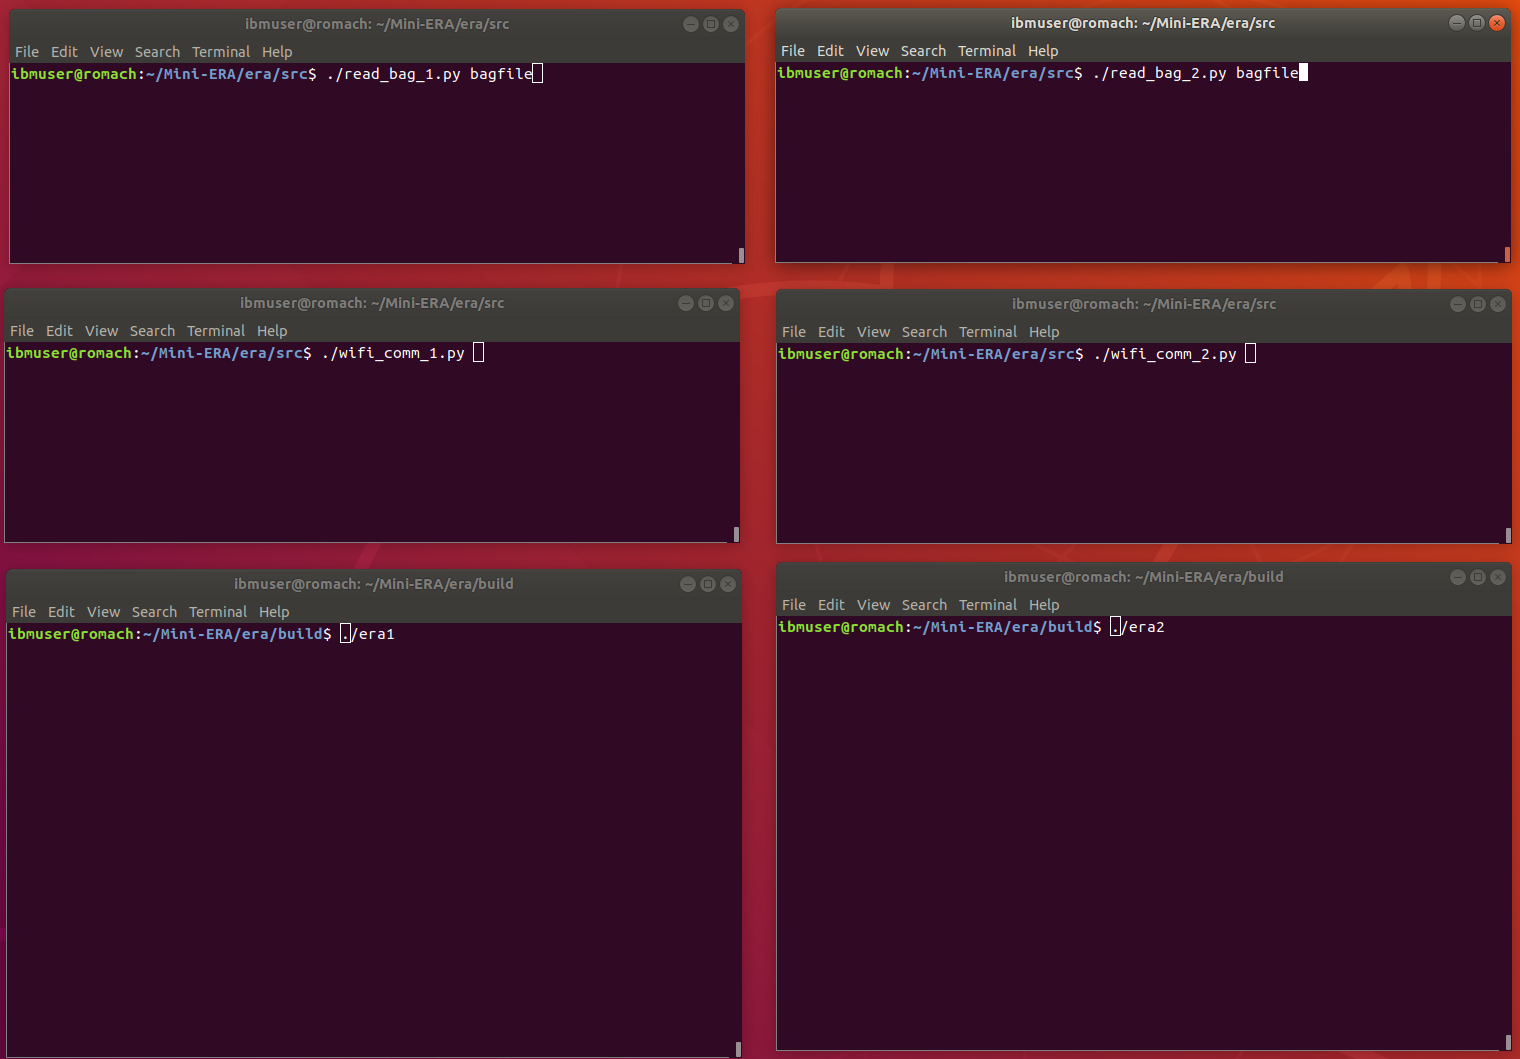 ibmuser@romach: ~/Mini-ERA/era/src
File Edit View Search Terminal Help
ibmuser@romach:~/Mini-ERA/era/src$ ./read_bag_1.py bagfile
ibmuser@romach: ~/Mini-ERA/era/src
File Edit View Search Terminal Help
ibmuser@romach:~/Mini-ERA/era/src$ ./read_bag_2.py bagfile
ibmuser@romach: ~/Mini-ERA/era/src
File Edit View Search Terminal Help
ibmuser@romach:~/Mini-ERA/era/src$ ./wifi_comm_1.py
ibmuser@romach: ~/Mini-ERA/era/src
File Edit View Search Terminal Help
ibmuser@romach:~/Mini-ERA/era/src$ ./wifi_comm_2.py
ibmuser@romach: ~/Mini-ERA/era/build
File Edit View Search Terminal Help
ibmuser@romach:~/Mini-ERA/era/build$ ./era1
ibmuser@romach: ~/Mini-ERA/era/build
File Edit View Search Terminal Help
ibmuser@romach:~/Mini-ERA/era/build$ ./era2